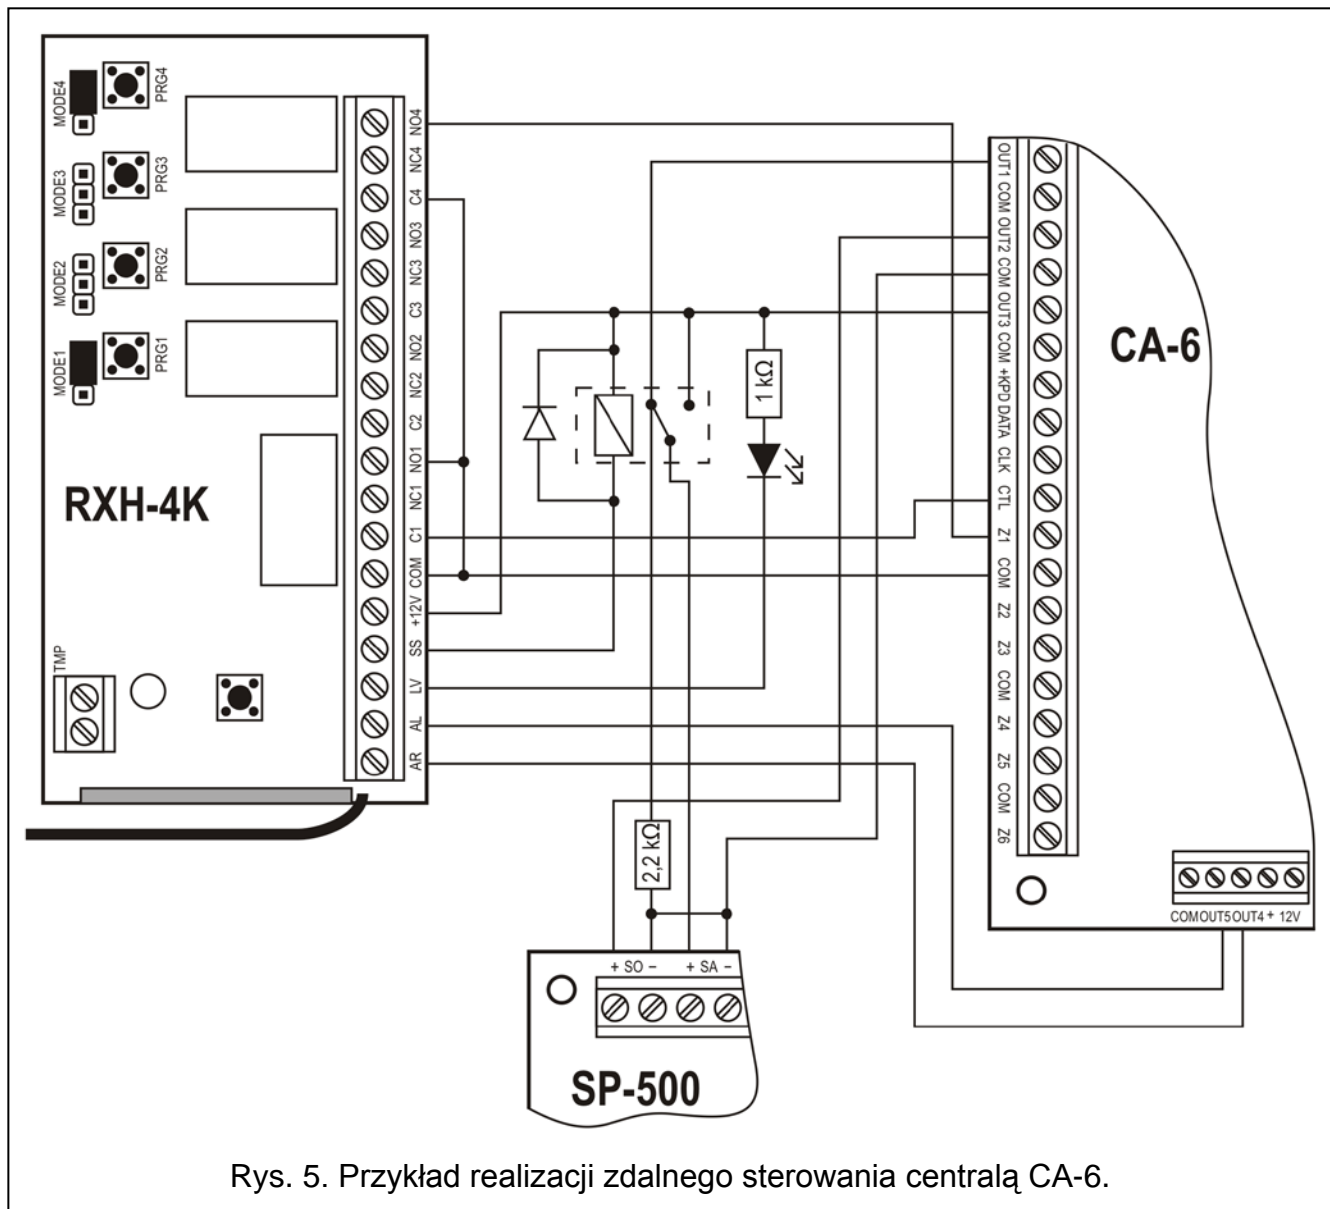 MODE4
PRG4
MODE3
PRG3
MODE2
PRG2
MODE1
PRG1
RXH-4K
TMP
NO4
NC4
C4
NO3
NC3
C3
NO2
NC2
C2
NO1
NC1
C1
COM
+12V
SS
LV
AL
AR
1 kΩ
2,2 kΩ
OUT1
COM
OUT2
COM
OUT3
COM
+KPD
DATA
CLK
CTL
Z1
COM
Z2
Z3
COM
Z4
Z5
COM
Z6
CA-6
COM OUT5 OUT4 + 12V
+ SO − + SA −
SP-500
Rys. 5. Przykład realizacji zdalnego sterowania centralą CA-6.